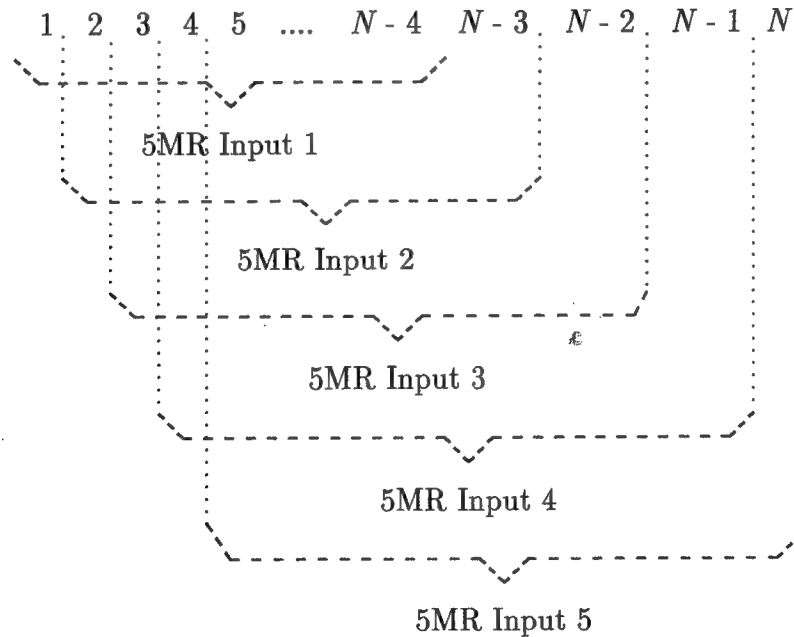 1 2 3 4 5 .... N - 4 N - 3 N - 2 N - 1 N
5MR Input 1
5MR Input 2
5MR Input 3
5MR Input 4
5MR Input 5